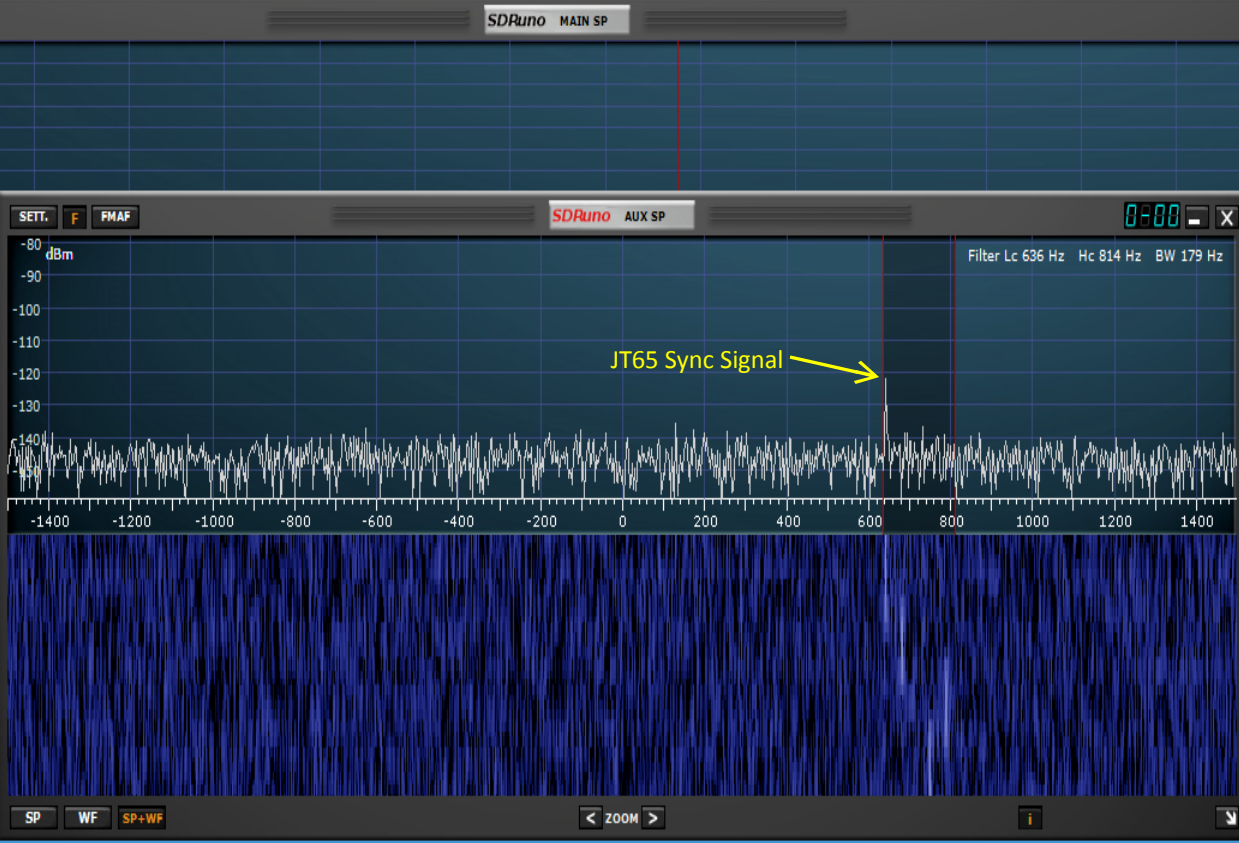 SDRuno MAIN SP
SETT. F FMAF SDRuno AUX SP 0-00 X
-80 dBm Filter Lc 636 Hz Hc 814 Hz BW 179 Hz
-90
-100
-110
JT65 Sync Signal
-120
-130
-140
-150
-1400 -1200 -1000 -800 -600 -400 -200 0 200 400 600 800 1000 1200 1400
SP WF SP+WF < ZOOM > i